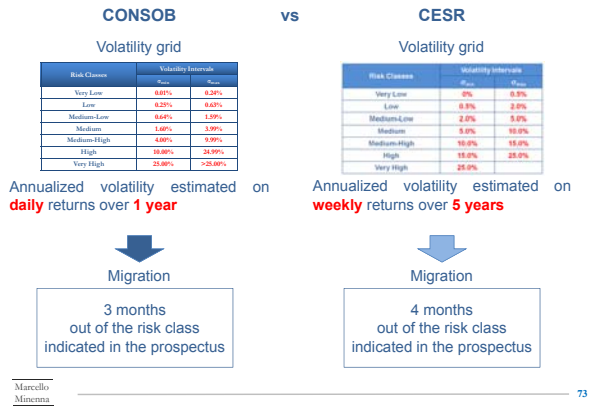 CONSOB vs CESR
Volatility grid
Risk Classes Volatility Intervals
σmin σmax
Very Low 0.01% 0.24%
Low 0.25% 0.63%
Medium-Low 0.64% 1.59%
Medium 1.60% 3.99%
Medium-High 4.00% 9.99%
High 10.00% 24.99%
Very High 25.00% >25.00%
Annualized volatility estimated on
daily returns over 1 year
Migration
3 months
out of the risk class
indicated in the prospectus
Volatility grid
Risk Classes Volatility Intervals
σmin σmax
Very Low 0% 0.5%
Low 0.5% 2.0%
Medium-Low 2.0% 5.0%
Medium 5.0% 10.0%
Medium-High 10.0% 15.0%
High 15.0% 25.0%
Very High 25.0%
Annualized volatility estimated on
weekly returns over 5 years
Migration
4 months
out of the risk class
indicated in the prospectus
Marcello
Minenna
73